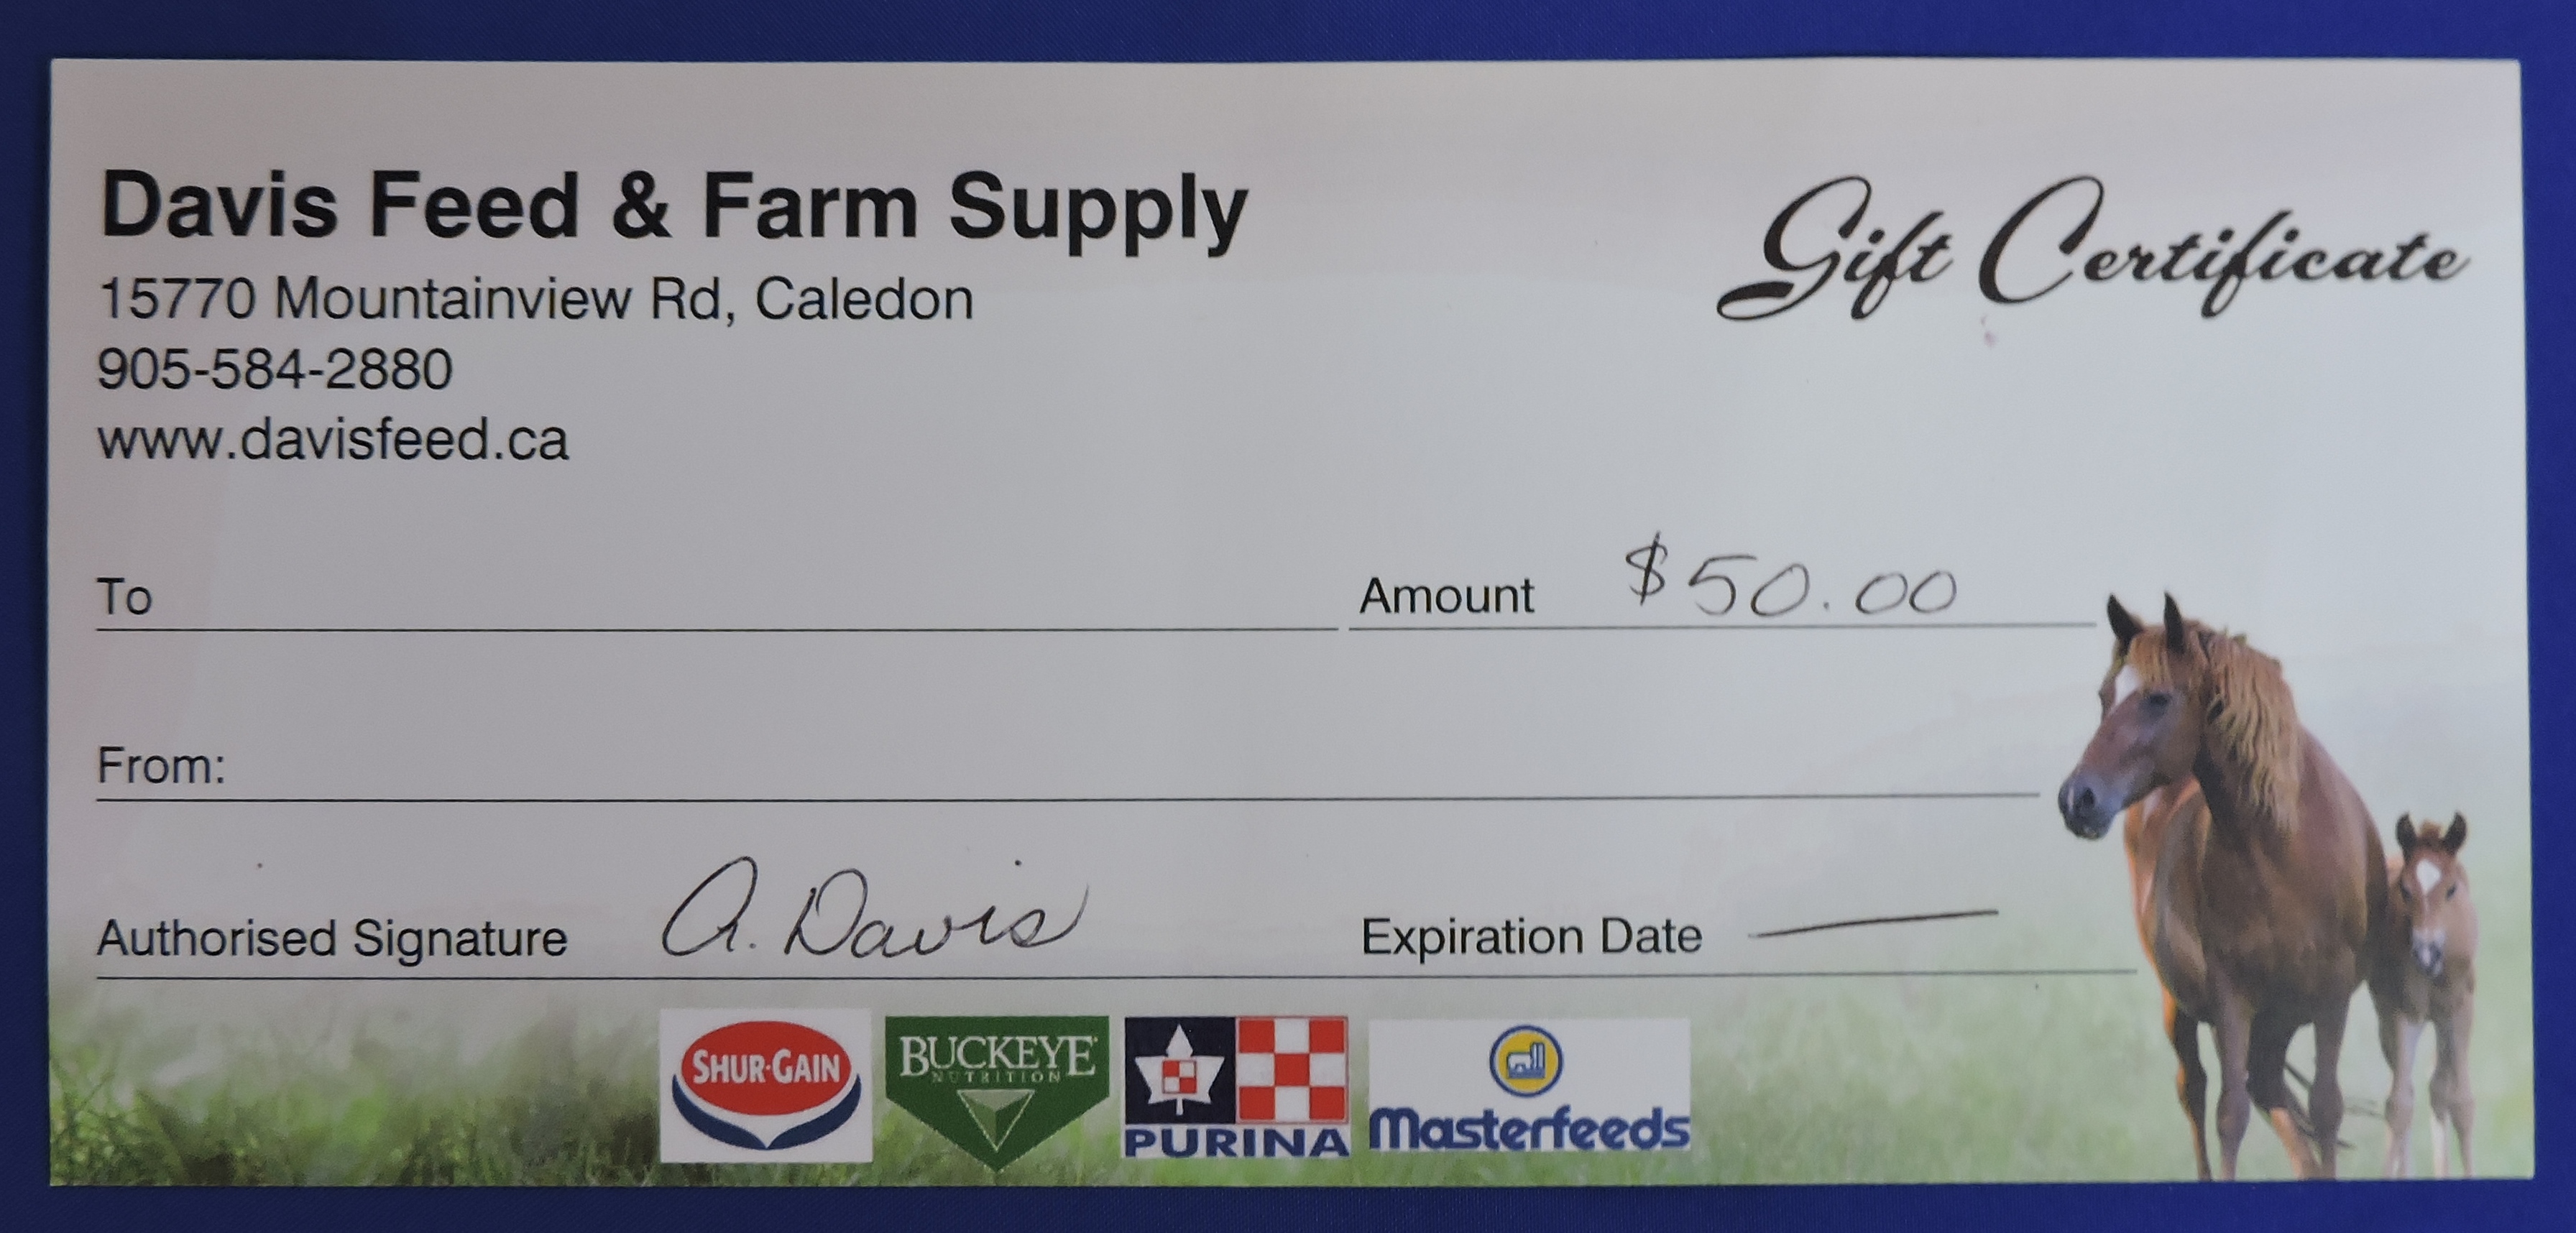 Davis Feed & Farm Supply
Gift Certificate
15770 Mountainview Rd, Caledon
905-584-2880
www.davisfeed.ca
To
Amount $50.00
From:
Authorised Signature A. Davis
Expiration Date —
SHUR·GAIN
BUCKEYE
NUTRITION
PURINA
Masterfeeds